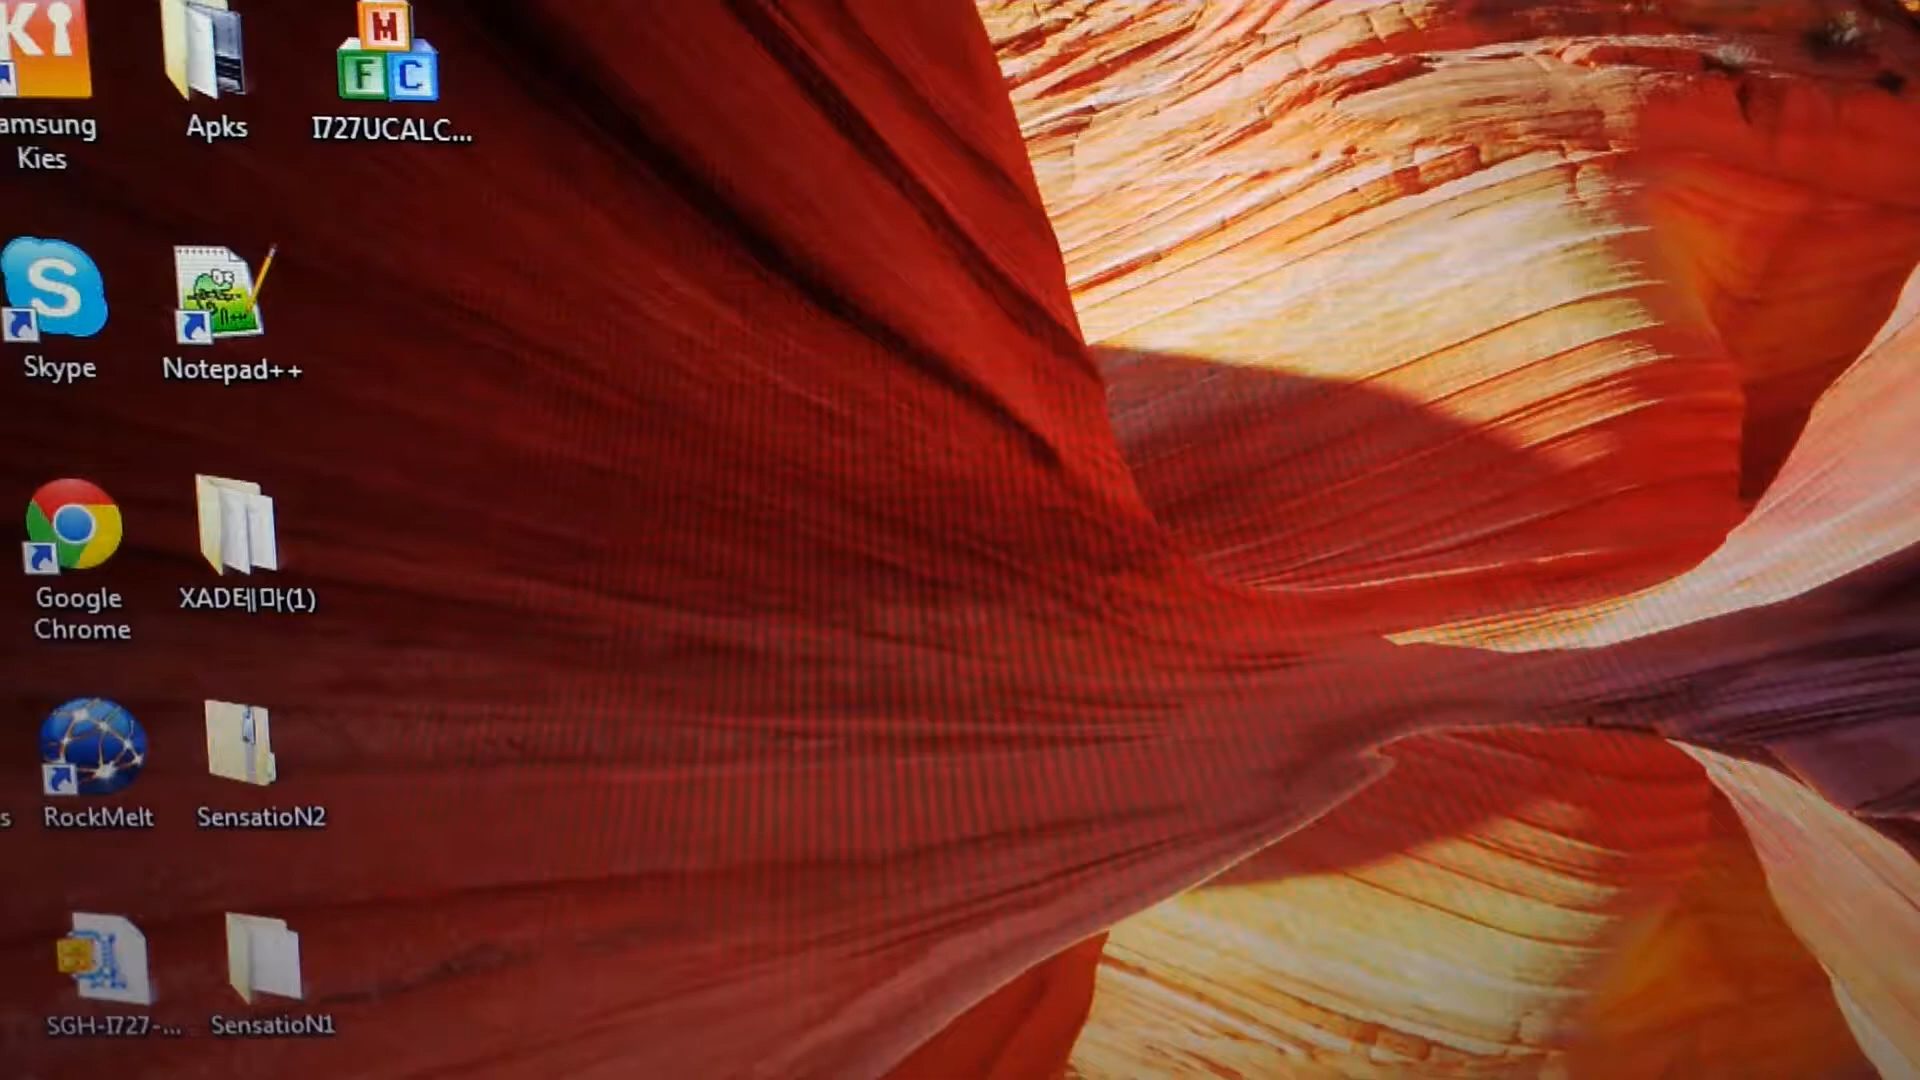 KI
amsung
Kies
Apks
M
F C
I727UCALC...
S
Skype
Notepad++
Google
Chrome
XAD테마(1)
s
RockMelt
SensatioN2
SGH-I727-...
SensatioN1